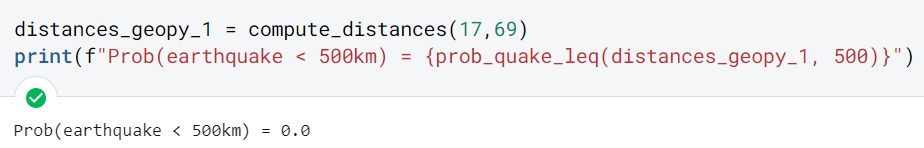 distances_geopy_1 = compute_distances(17,69)
print(f"Prob(earthquake < 500km) = {prob_quake_leq(distances_geopy_1, 500)}")
Prob(earthquake < 500km) = 0.0